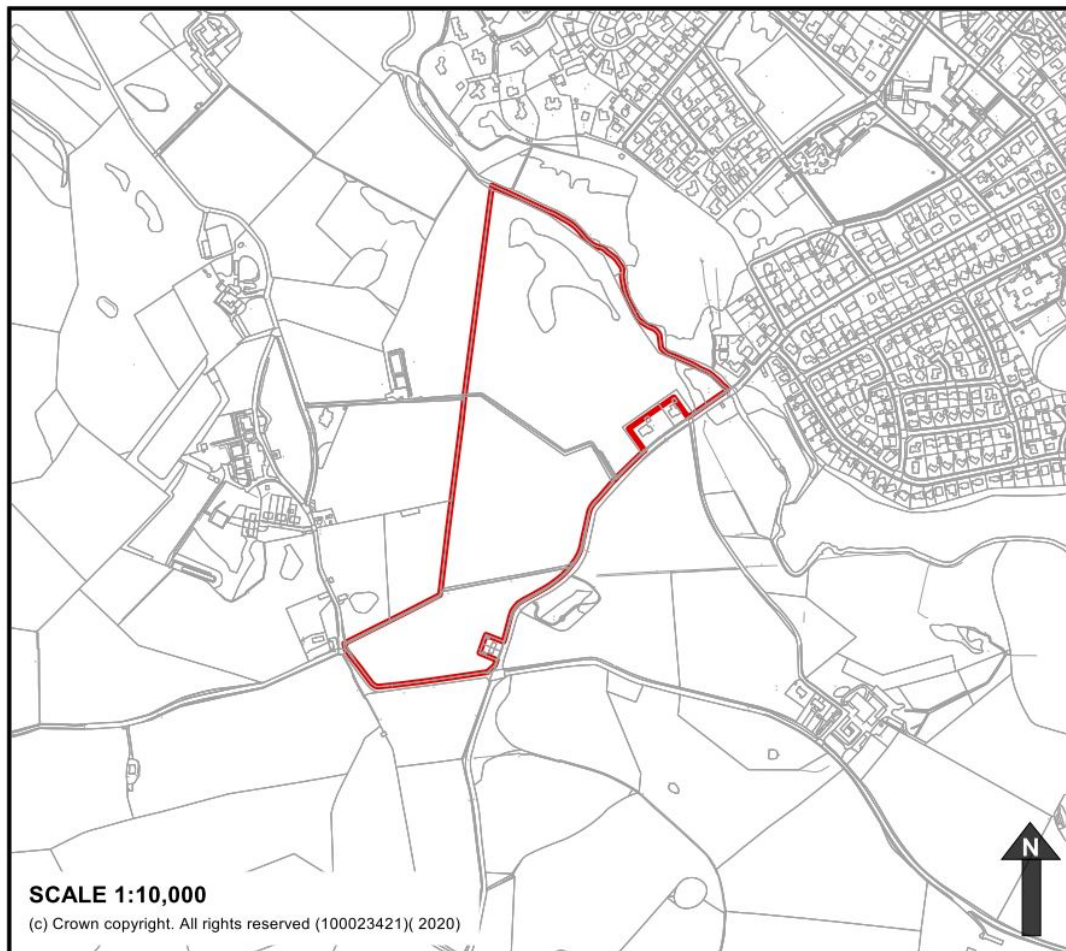 N
SCALE 1:10,000
(c) Crown copyright. All rights reserved (100023421)( 2020)